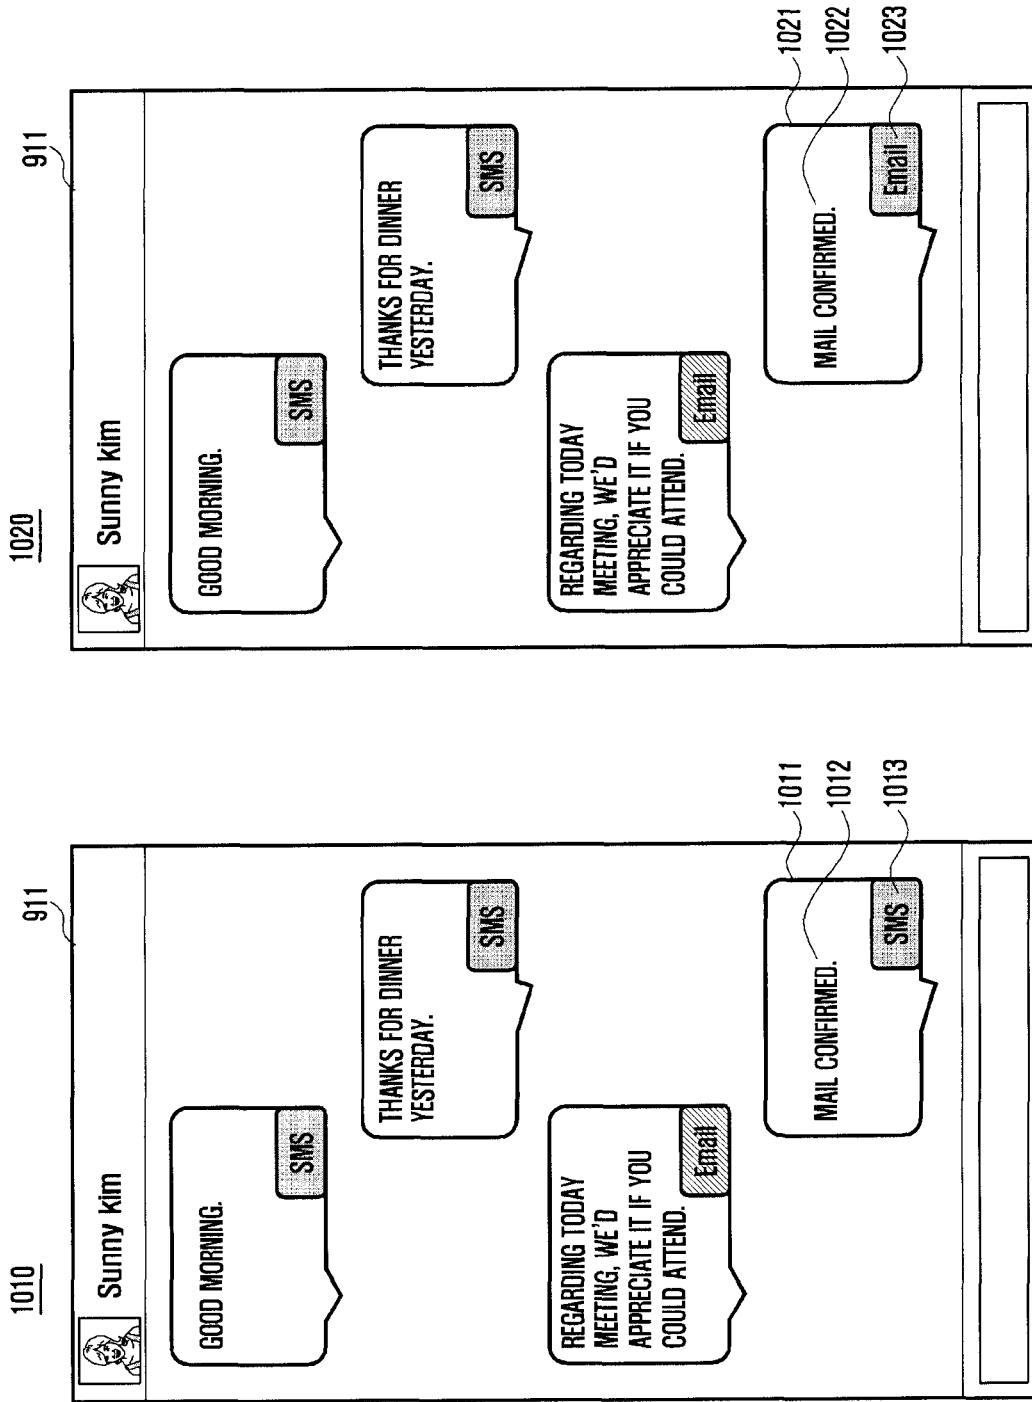 1010
911
Sunny kim
GOOD MORNING.
SMS
THANKS FOR DINNER
YESTERDAY.
SMS
REGARDING TODAY
MEETING, WE'D
APPRECIATE IT IF YOU
COULD ATTEND.
Email
MAIL CONFIRMED.
SMS
1011
1012
1013
1020
911
Sunny kim
GOOD MORNING.
SMS
THANKS FOR DINNER
YESTERDAY.
SMS
REGARDING TODAY
MEETING, WE'D
APPRECIATE IT IF YOU
COULD ATTEND.
Email
MAIL CONFIRMED.
Email
1021
1022
1023